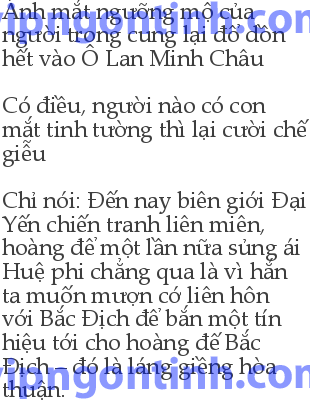 Ánh mắt ngưỡng mộ của
người trong cung lại đổ dồn
hết vào Ô Lan Minh Châu
Có điều, người nào có con
mắt tinh tường thì lại cười chế
giễu
Chỉ nói: Đến nay biên giới Đại
Yến chiến tranh liên miên,
hoàng để một lần nữa sủng ái
Huệ phi chẳng qua là vì hắn
ta muốn mượn cớ liên hôn
với Bắc Địch để bắn một tín
hiệu tới cho hoàng đế Bắc
Địch – đó là láng giềng hòa
thuận.
vipngontinh.com